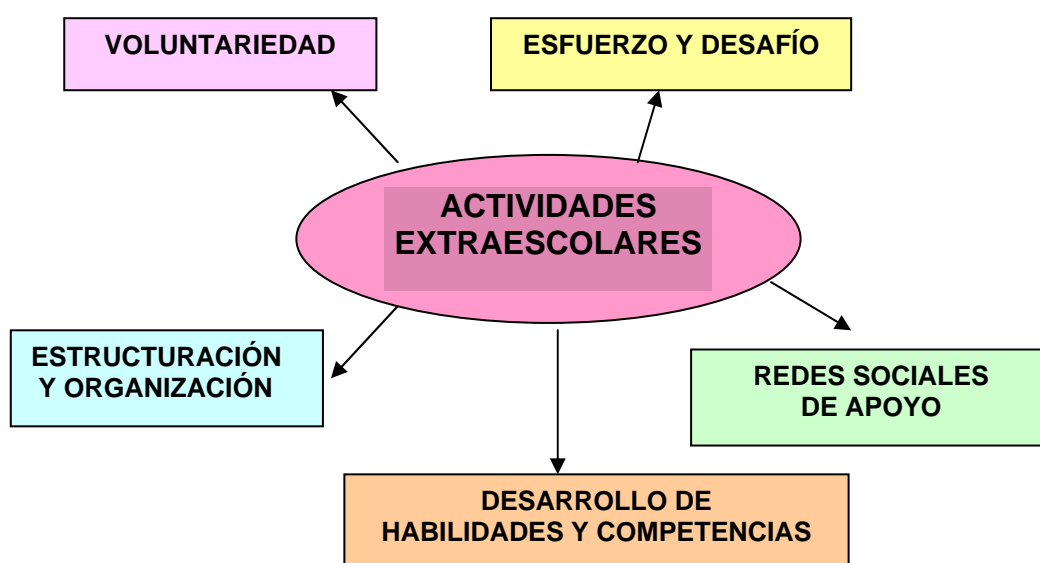 VOLUNTARIEDAD
ESFUERZO Y DESAFÍO
ACTIVIDADES
EXTRAESCOLARES
ESTRUCTURACIÓN
Y ORGANIZACIÓN
REDES SOCIALES
DE APOYO
DESARROLLO DE
HABILIDADES Y COMPETENCIAS